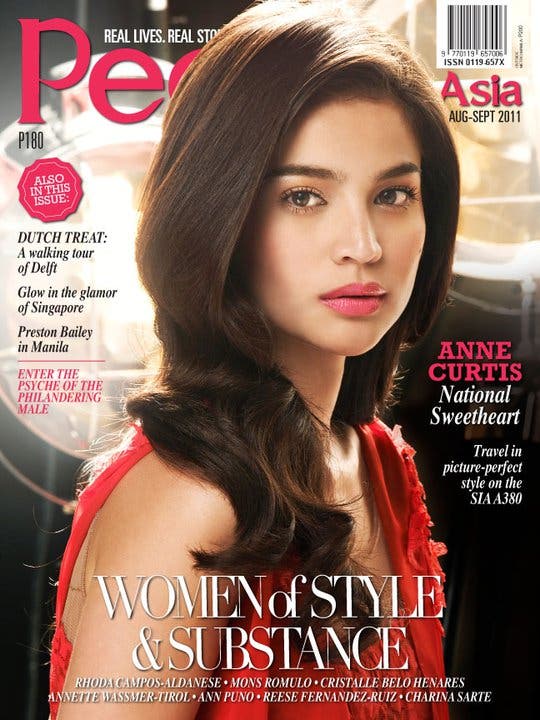 REAL LIVES. REAL STO
Peo
Asia
9 770119 657006
ISSN 0119-657X
AUG-SEPT 2011
P180
ALSO
IN THIS
ISSUE:
DUTCH TREAT:
A walking tour
of Delft
Glow in the glamor
of Singapore
Preston Bailey
in Manila
ENTER THE
PSYCHE OF THE
PHILANDERING
MALE
ANNE
CURTIS
National
Sweetheart
Travel in
picture-perfect
style on the
SIA A380
WOMEN of STYLE
& SUBSTANCE
RHODA CAMPOS-ALDANESE • MONS ROMULO • CRISTALLE BELO HENARES
ANNETTE WASSMER-TIROL • ANN PUNO • REESE FERNANDEZ-RUIZ • CHARINA SARTE